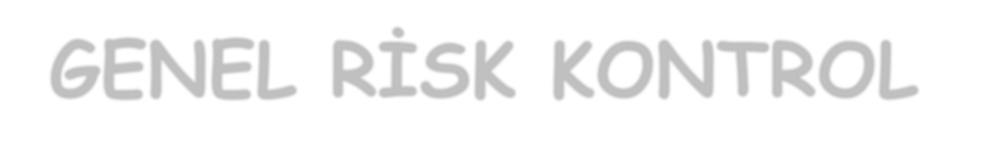 GENEL RİSK KONTROL